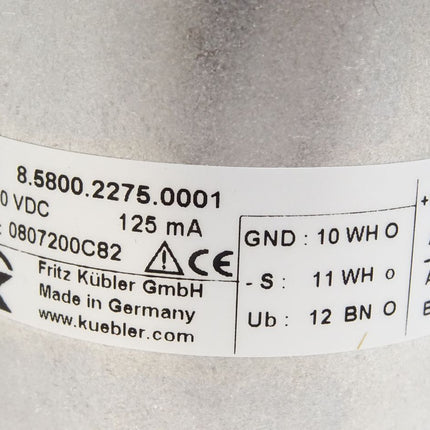 8.5800.2275.0001
0 VDC 125 mA
: 0807200C82 CE
Fritz Kübler GmbH
Made in Germany
www.kuebler.com
GND : 10 WH O
- S : 11 WH o
Ub : 12 BN O
+